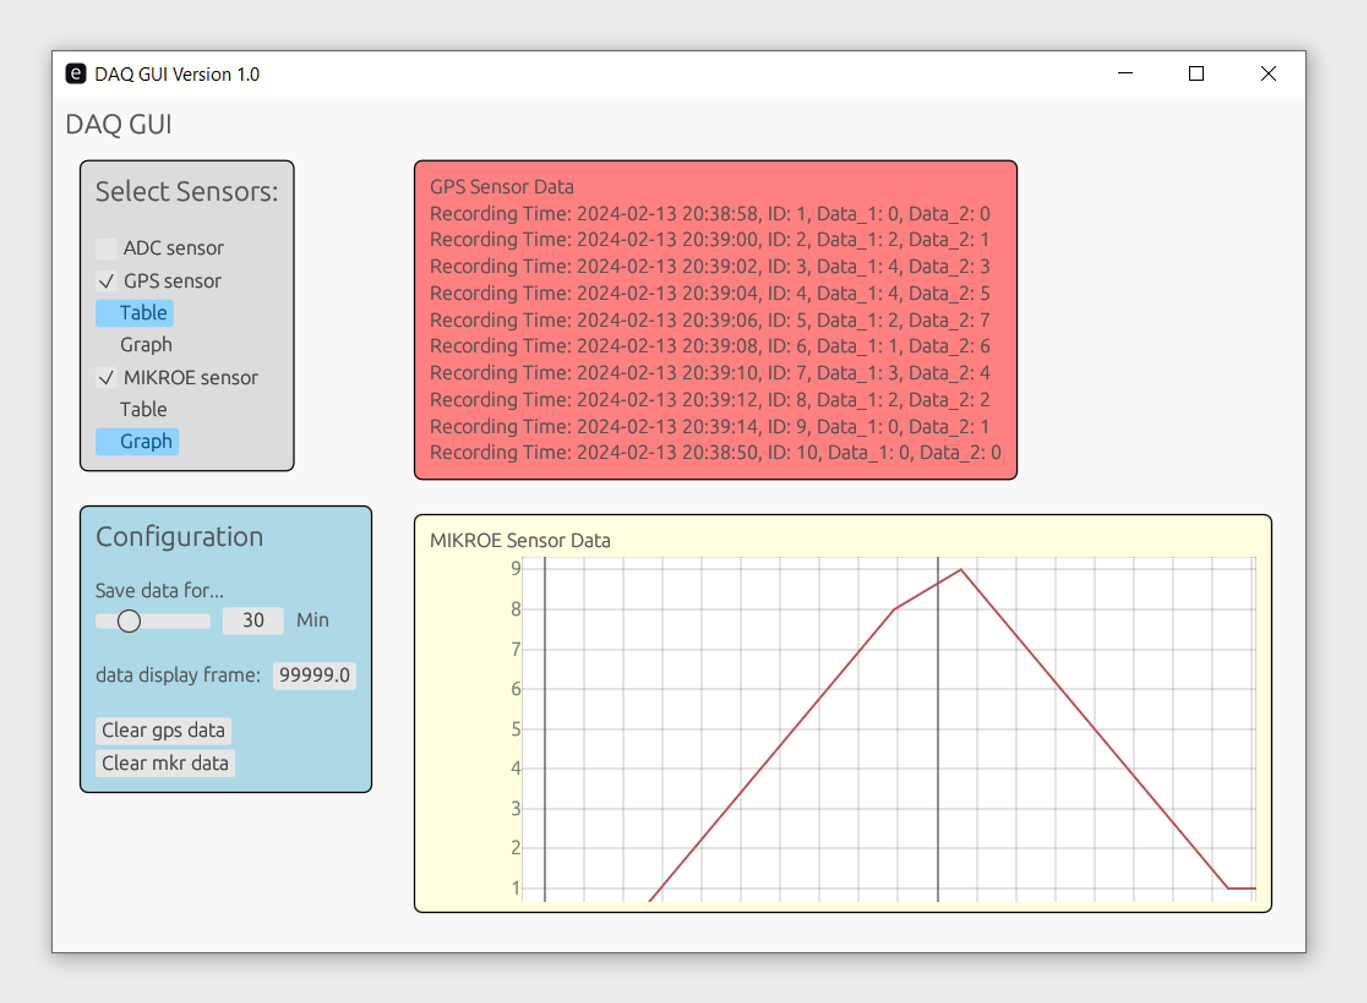 e DAQ GUI Version 1.0
DAQ GUI
Select Sensors:
ADC sensor
GPS sensor
Table
Graph
MIKROE sensor
Table
Graph
Configuration
Save data for...
30 Min
data display frame: 99999.0
Clear gps data
Clear mkr data
GPS Sensor Data
Recording Time: 2024-02-13 20:38:58, ID: 1, Data_1: 0, Data_2: 0
Recording Time: 2024-02-13 20:39:00, ID: 2, Data_1: 2, Data_2: 1
Recording Time: 2024-02-13 20:39:02, ID: 3, Data_1: 4, Data_2: 3
Recording Time: 2024-02-13 20:39:04, ID: 4, Data_1: 4, Data_2: 5
Recording Time: 2024-02-13 20:39:06, ID: 5, Data_1: 2, Data_2: 7
Recording Time: 2024-02-13 20:39:08, ID: 6, Data_1: 1, Data_2: 6
Recording Time: 2024-02-13 20:39:10, ID: 7, Data_1: 3, Data_2: 4
Recording Time: 2024-02-13 20:39:12, ID: 8, Data_1: 2, Data_2: 2
Recording Time: 2024-02-13 20:39:14, ID: 9, Data_1: 0, Data_2: 1
Recording Time: 2024-02-13 20:38:50, ID: 10, Data_1: 0, Data_2: 0
MIKROE Sensor Data
9
8
7
6
5
4
3
2
1